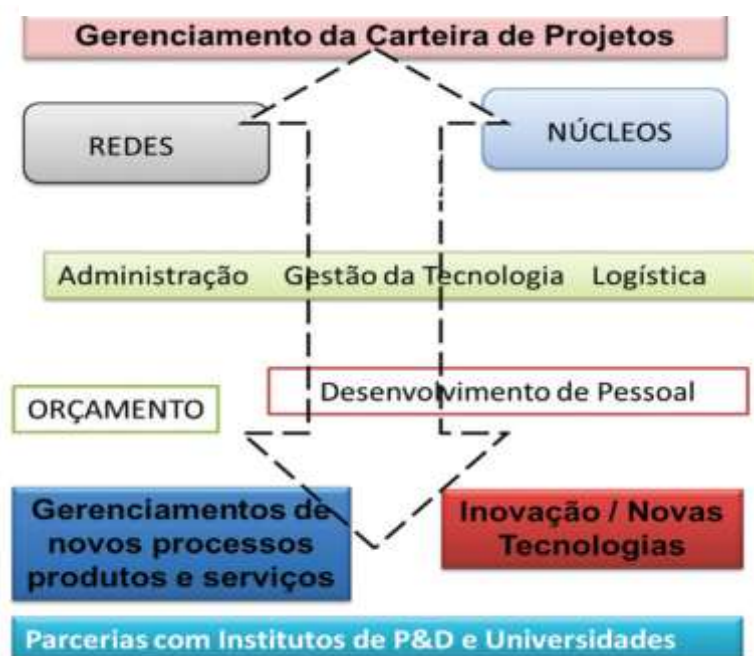 Gerenciamento da Carteira de Projetos
REDES
NÚCLEOS
Administração Gestão da Tecnologia Logística
Desenvolvimento de Pessoal
ORÇAMENTO
Gerenciamentos de
novos processos
produtos e serviços
Inovação / Novas
Tecnologias
Parcerias com Institutos de P&D e Universidades